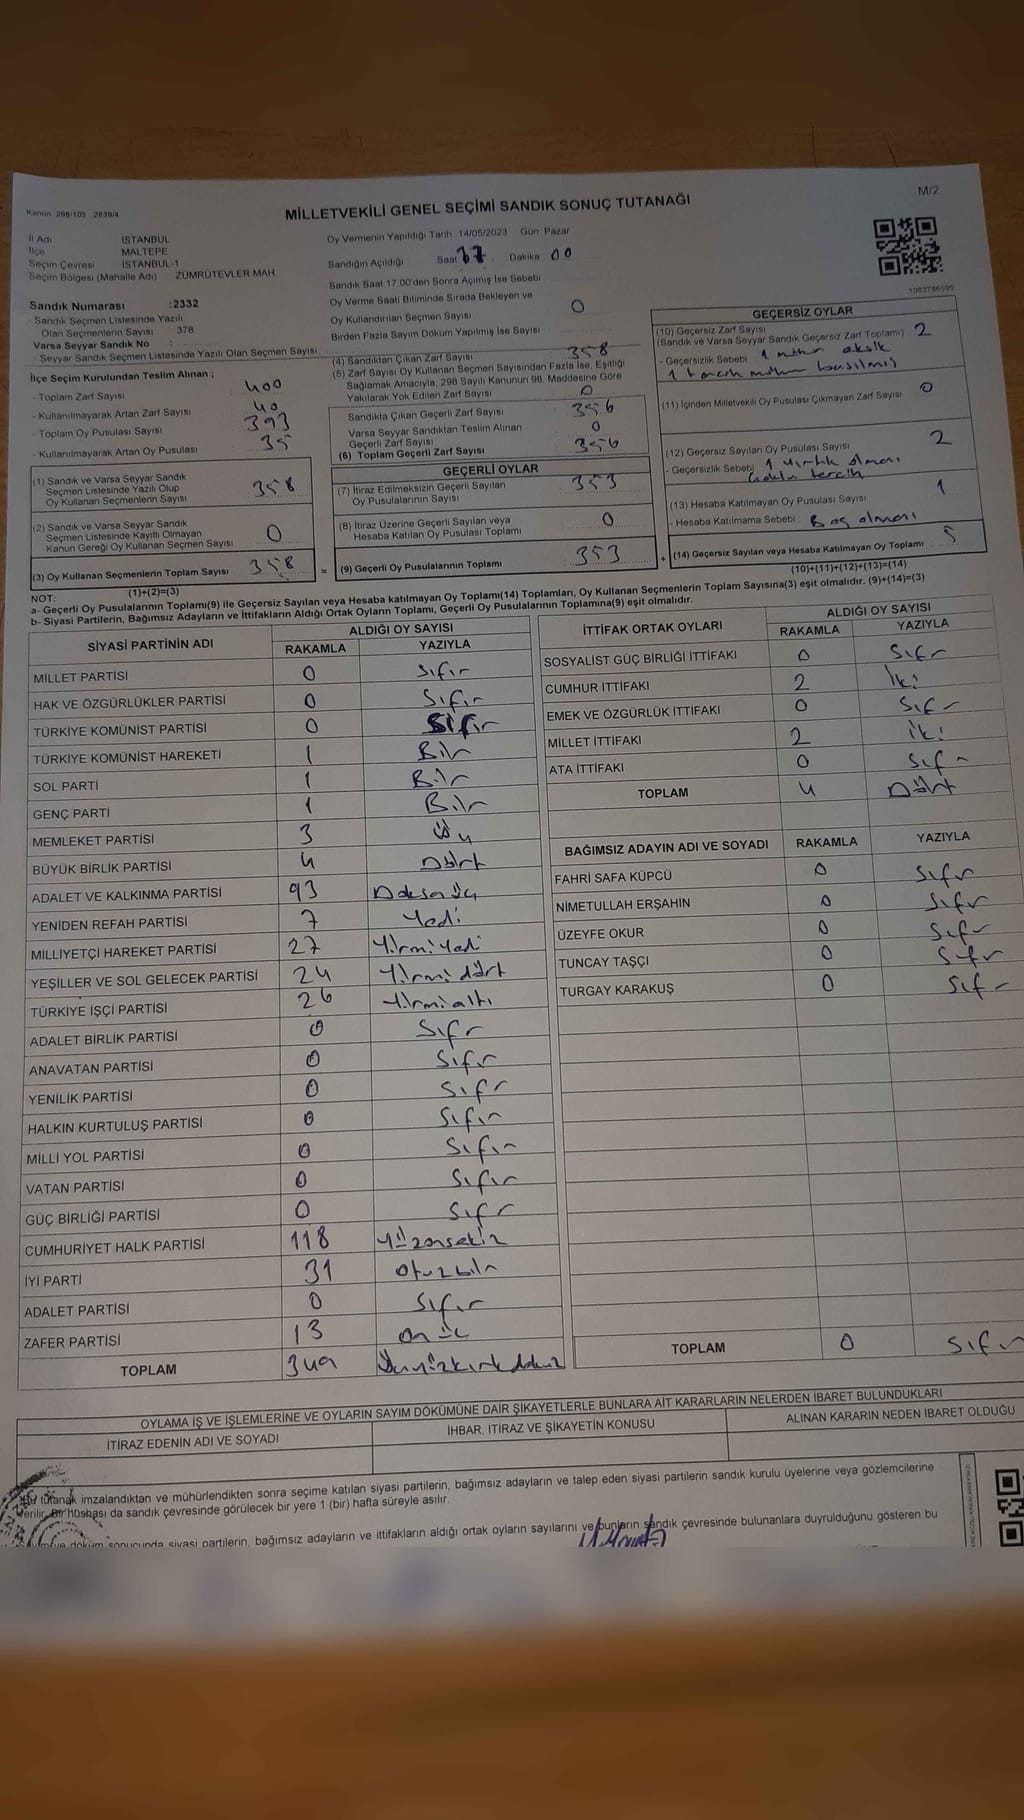 M/2
Kanun: 298/105 , 2839/4
MİLLETVEKİLİ GENEL SEÇİMİ SANDIK SONUÇ TUTANAĞI
İl Adı İSTANBUL
İlçe MALTEPE
Seçim Çevresi İSTANBUL-1
Seçim Bölgesi (Mahalle Adı) ZÜMRÜTEVLER MAH.
Sandık Numarası :2332
- Sandık Seçmen Listesinde Yazılı
Olan Seçmenlerin Sayısı : 378
Varsa Seyyar Sandık No :
- Seyyar Sandık Seçmen Listesinde Yazılı Olan Seçmen Sayısı
İlçe Seçim Kurulundan Teslim Alınan ;
- Toplam Zarf Sayısı 400
- Kullanılmayarak Artan Zarf Sayısı 40
- Toplam Oy Pusulası Sayısı 393
- Kullanılmayarak Artan Oy Pusulası 35
(1) Sandık ve Varsa Seyyar Sandık
Seçmen Listesinde Yazılı Olup
Oy Kullanan Seçmenlerin Sayısı 358
(2) Sandık ve Varsa Seyyar Sandık
Seçmen Listesinde Kayıtlı Olmayan
Kanun Gereği Oy Kullanan Seçmen Sayısı 0
(3) Oy Kullanan Seçmenlerin Toplam Sayısı 358
(1)+(2)=(3)
Oy Vermenin Yapıldığı Tarih :14/05/2023 Gün: Pazar
Sandığın Açıldığı Saat 17 Dakika 00
Sandık Saat 17.00'den Sonra Açılmış İse Sebebi
Oy Verme Saati Bitiminde Sırada Bekleyen ve
Oy Kullandırılan Seçmen Sayısı 0
Birden Fazla Sayım Döküm Yapılmış İse Sayısı
(4) Sandıktan Çıkan Zarf Sayısı 358
(5) Zarf Sayısı Oy Kullanan Seçmen Sayısından Fazla İse, Eşitliği
Sağlamak Amacıyla; 298 Sayılı Kanunun 98. Maddesine Göre
Yakılarak Yok Edilen Zarf Sayısı 0
Sandıkta Çıkan Geçerli Zarf Sayısı 356
Varsa Seyyar Sandıktan Teslim Alınan
Geçerli Zarf Sayısı 0
(6) Toplam Geçerli Zarf Sayısı 356
GEÇERLİ OYLAR
(7) İtiraz Edilmeksizin Geçerli Sayılan
Oy Pusulalarının Sayısı 353
(8) İtiraz Üzerine Geçerli Sayılan veya
Hesaba Katılan Oy Pusulası Toplamı 0
= (9) Geçerli Oy Pusulalarının Toplamı 353 +
1083766599
GEÇERSİZ OYLAR
(10) Geçersiz Zarf Sayısı
(Sandık ve Varsa Seyyar Sandık Geçersiz Zarf Toplamı) 2
- Geçersizlik Sebebi 1 mühür eksik
1 tercih mührü basılmış
(11) İçinden Milletvekili Oy Pusulası Çıkmayan Zarf Sayısı 0
(12) Geçersiz Sayılan Oy Pusulası Sayısı 2
- Geçersizlik Sebebi 1 yırtık olması
tercih
(13) Hesaba Katılmayan Oy Pusulası Sayısı 1
- Hesaba Katılmama Sebebi Boş olması
(14) Geçersiz Sayılan veya Hesaba Katılmayan Oy Toplamı 5
(10)+(11)+(12)+(13)=(14)
NOT:
a- Geçerli Oy Pusulalarının Toplamı(9) ile Geçersiz Sayılan veya Hesaba katılmayan Oy Toplamı(14) Toplamları, Oy Kullanan Seçmenlerin Toplam Sayısına(3) eşit olmalıdır. (9)+(14)=(3)
b- Siyasi Partilerin, Bağımsız Adayların ve İttifakların Aldığı Ortak Oyların Toplamı, Geçerli Oy Pusulalarının Toplamına(9) eşit olmalıdır.
SİYASİ PARTİNİN ADI ALDIĞI OY SAYISI
RAKAMLA YAZIYLA
MİLLET PARTİSİ 0 Sıfır
HAK VE ÖZGÜRLÜKLER PARTİSİ 0 Sıfır
TÜRKİYE KOMÜNİST PARTİSİ 0 Sıfır
TÜRKİYE KOMÜNİST HAREKETİ 1 Bir
SOL PARTİ 1 Bir
GENÇ PARTİ 1 Bir
MEMLEKET PARTİSİ 3 Üç
BÜYÜK BİRLİK PARTİSİ 4 Dört
ADALET VE KALKINMA PARTİSİ 93 Doksanüç
YENİDEN REFAH PARTİSİ 7 Yedi
MİLLİYETÇİ HAREKET PARTİSİ 27 Yirmi Yedi
YEŞİLLER VE SOL GELECEK PARTİSİ 24 Yirmi dört
TÜRKİYE İŞÇİ PARTİSİ 26 Yirmi altı
ADALET BİRLİK PARTİSİ 0 Sıfır
ANAVATAN PARTİSİ 0 Sıfır
YENİLİK PARTİSİ 0 Sıfır
HALKIN KURTULUŞ PARTİSİ 0 Sıfır
MİLLİ YOL PARTİSİ 0 Sıfır
VATAN PARTİSİ 0 Sıfır
GÜÇ BİRLİĞİ PARTİSİ 0 Sıfır
CUMHURİYET HALK PARTİSİ 118 Yüzonsekiz
İYİ PARTİ 31 Otuzbir
ADALET PARTİSİ 0 Sıfır
ZAFER PARTİSİ 13 On üç
TOPLAM 349 Üçyüzkırkdokuz
İTTİFAK ORTAK OYLARI ALDIĞI OY SAYISI
RAKAMLA YAZIYLA
SOSYALİST GÜÇ BİRLİĞİ İTTİFAKI 0 Sıfır
CUMHUR İTTİFAKI 2 İki
EMEK VE ÖZGÜRLÜK İTTİFAKI 0 Sıfır
MİLLET İTTİFAKI 2 İki
ATA İTTİFAKI 0 Sıfır
TOPLAM 4 Dört
BAĞIMSIZ ADAYIN ADI VE SOYADI RAKAMLA YAZIYLA
FAHRİ SAFA KÜPCÜ 0 Sıfır
NİMETULLAH ERŞAHİN 0 Sıfır
ÜZEYFE OKUR 0 Sıfır
TUNCAY TAŞÇI 0 Sıfır
TURGAY KARAKUŞ 0 Sıfır
TOPLAM 0 Sıfır
OYLAMA İŞ VE İŞLEMLERİNE VE OYLARIN SAYIM DÖKÜMÜNE DAİR ŞİKAYETLERLE BUNLARA AİT KARARLARIN NELERDEN İBARET BULUNDUKLARI
İTİRAZ EDENİN ADI VE SOYADI İHBAR, İTİRAZ VE ŞİKAYETİN KONUSU ALINAN KARARIN NEDEN İBARET OLDUĞU
Bu tutanak imzalandıktan ve mühürlendikten sonra seçime katılan siyasi partilerin, bağımsız adayların ve talep eden siyasi partilerin sandık kurulu üyelerine veya gözlemcilerine
verilir. Bir nüshası da sandık çevresinde görülecek bir yere 1 (bir) hafta süreyle asılır.
ve döküm sonucunda siyasi partilerin, bağımsız adayların ve ittifakların aldığı ortak oyların sayılarını ve bunların sandık çevresinde bulunanlara duyrulduğunu gösteren bu